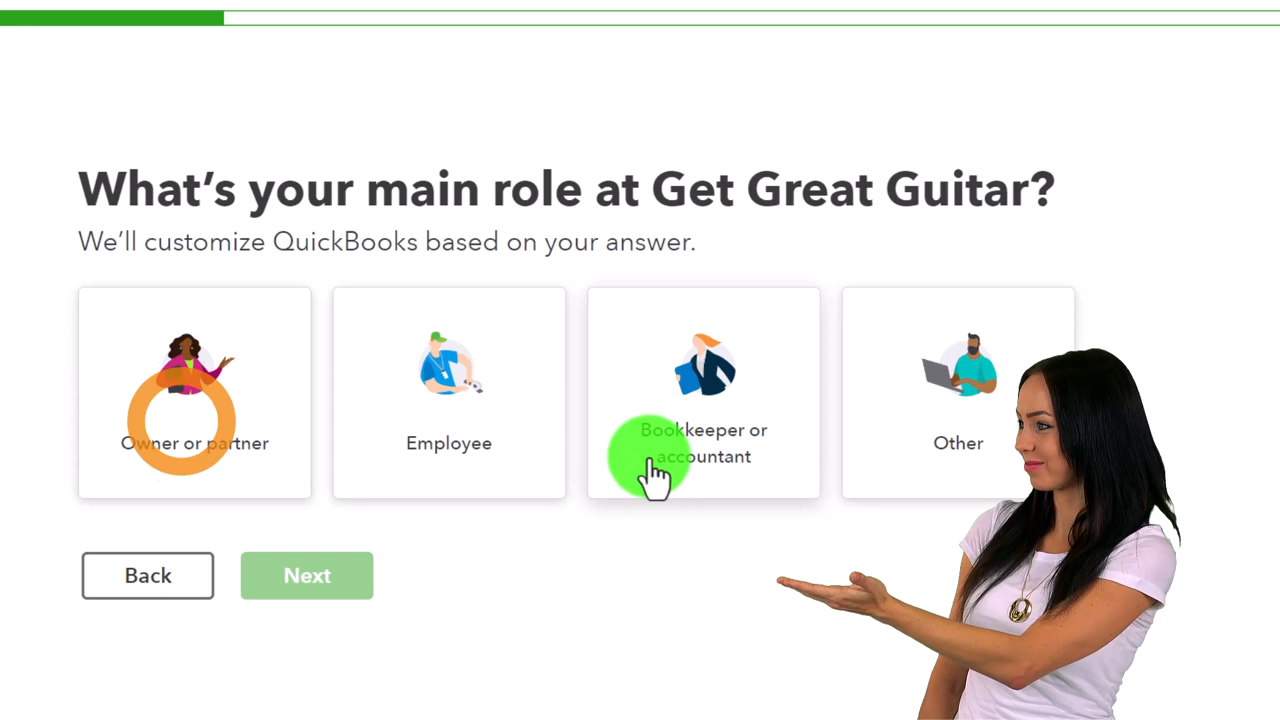 What's your main role at Get Great Guitar?
We'll customize QuickBooks based on your answer.
Owner or partner
Employee
Bookkeeper or
accountant
Other
Back
Next